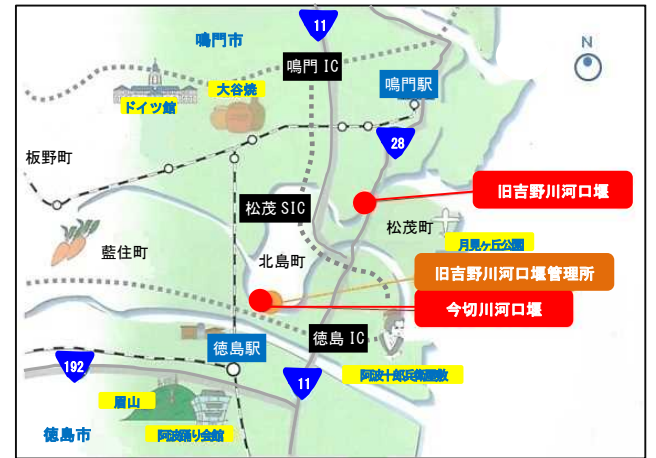 11
鳴門市
N
鳴門 IC
大谷焼
鳴門駅
ドイツ館
28
板野町
旧吉野川河口堰
松茂 SIC
松茂町
月見ヶ丘公園
藍住町
北島町
旧吉野川河口堰管理所
今切川河口堰
徳島 IC
徳島駅
192
阿波十郎兵衛屋敷
11
眉山
徳島市
阿波踊り会館